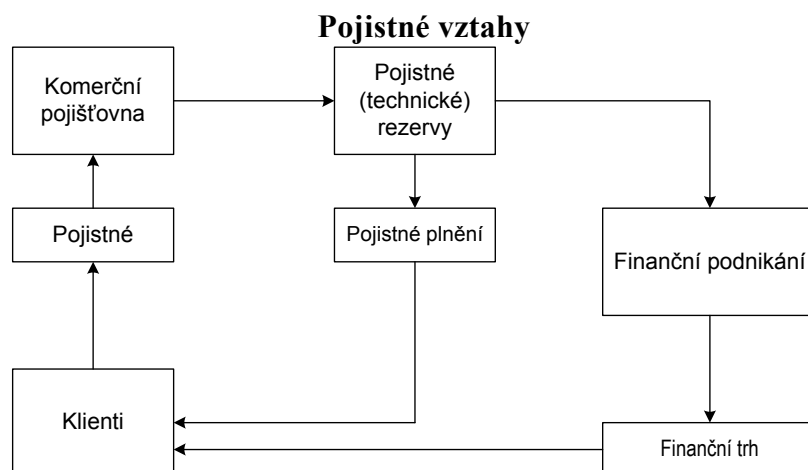 Pojistné vztahy
Komerční
pojišťovna
Pojistné
(technické)
rezervy
Pojistné
Pojistné plnění
Finanční podnikání
Klienti
Finanční trh